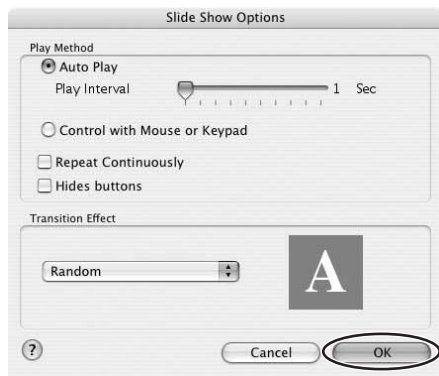 Slide Show Options
Play Method
Auto Play
Play Interval 1 Sec
Control with Mouse or Keypad
Repeat Continuously
Hides buttons
Transition Effect
Random
A
? Cancel OK